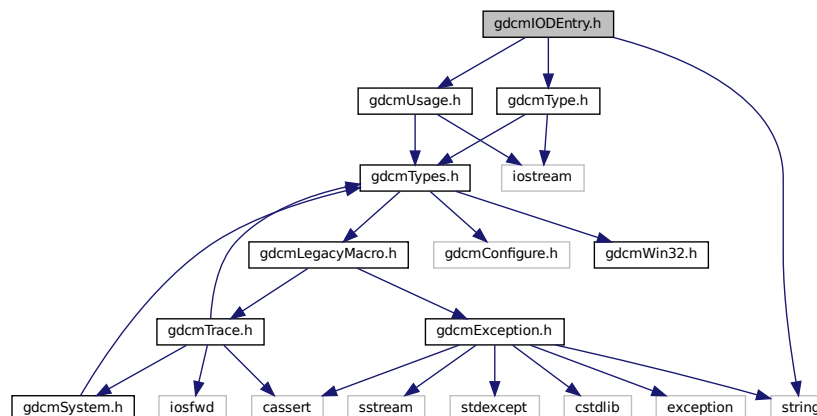 gdcmIODEntry.h
gdcmUsage.h
gdcmType.h
gdcmTypes.h
iostream
gdcmLegacyMacro.h
gdcmConfigure.h
gdcmWin32.h
gdcmTrace.h
gdcmException.h
gdcmSystem.h
iosfwd
cassert
sstream
stdexcept
cstdlib
exception
string